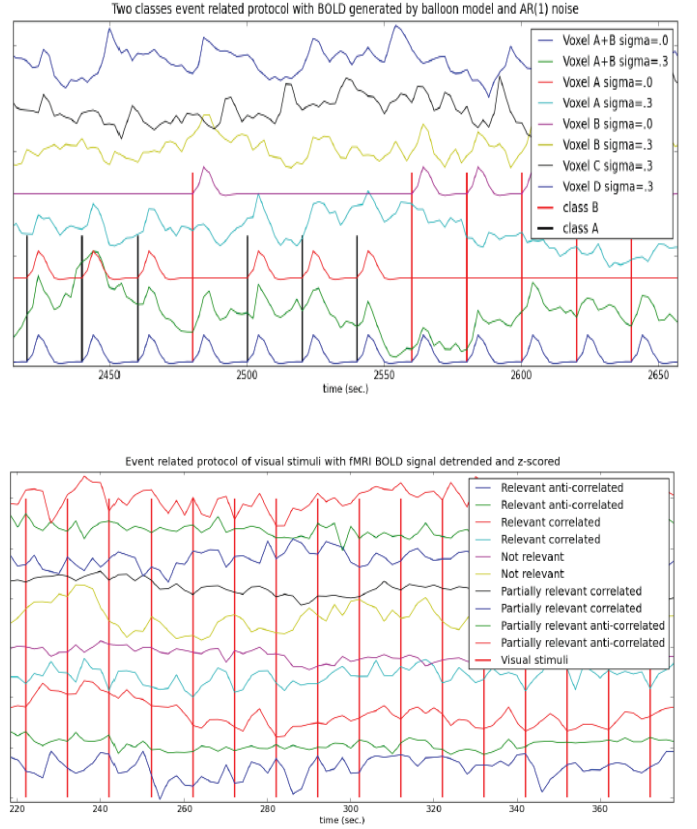 Two classes event related protocol with BOLD generated by balloon model and AR(1) noise
Voxel A+B sigma=.0
Voxel A+B sigma=.3
Voxel A sigma=.0
Voxel A sigma=.3
Voxel B sigma=.0
Voxel B sigma=.3
Voxel C sigma=.3
Voxel D sigma=.3
class B
class A
2450 2500 2550 2600 2650
time (sec.)
Event related protocol of visual stimuli with fMRI BOLD signal detrended and z-scored
Relevant anti-correlated
Relevant anti-correlated
Relevant correlated
Relevant correlated
Not relevant
Not relevant
Partially relevant correlated
Partially relevant correlated
Partially relevant anti-correlated
Partially relevant anti-correlated
Visual stimuli
220 240 260 280 300 320 340 360
time (sec.)